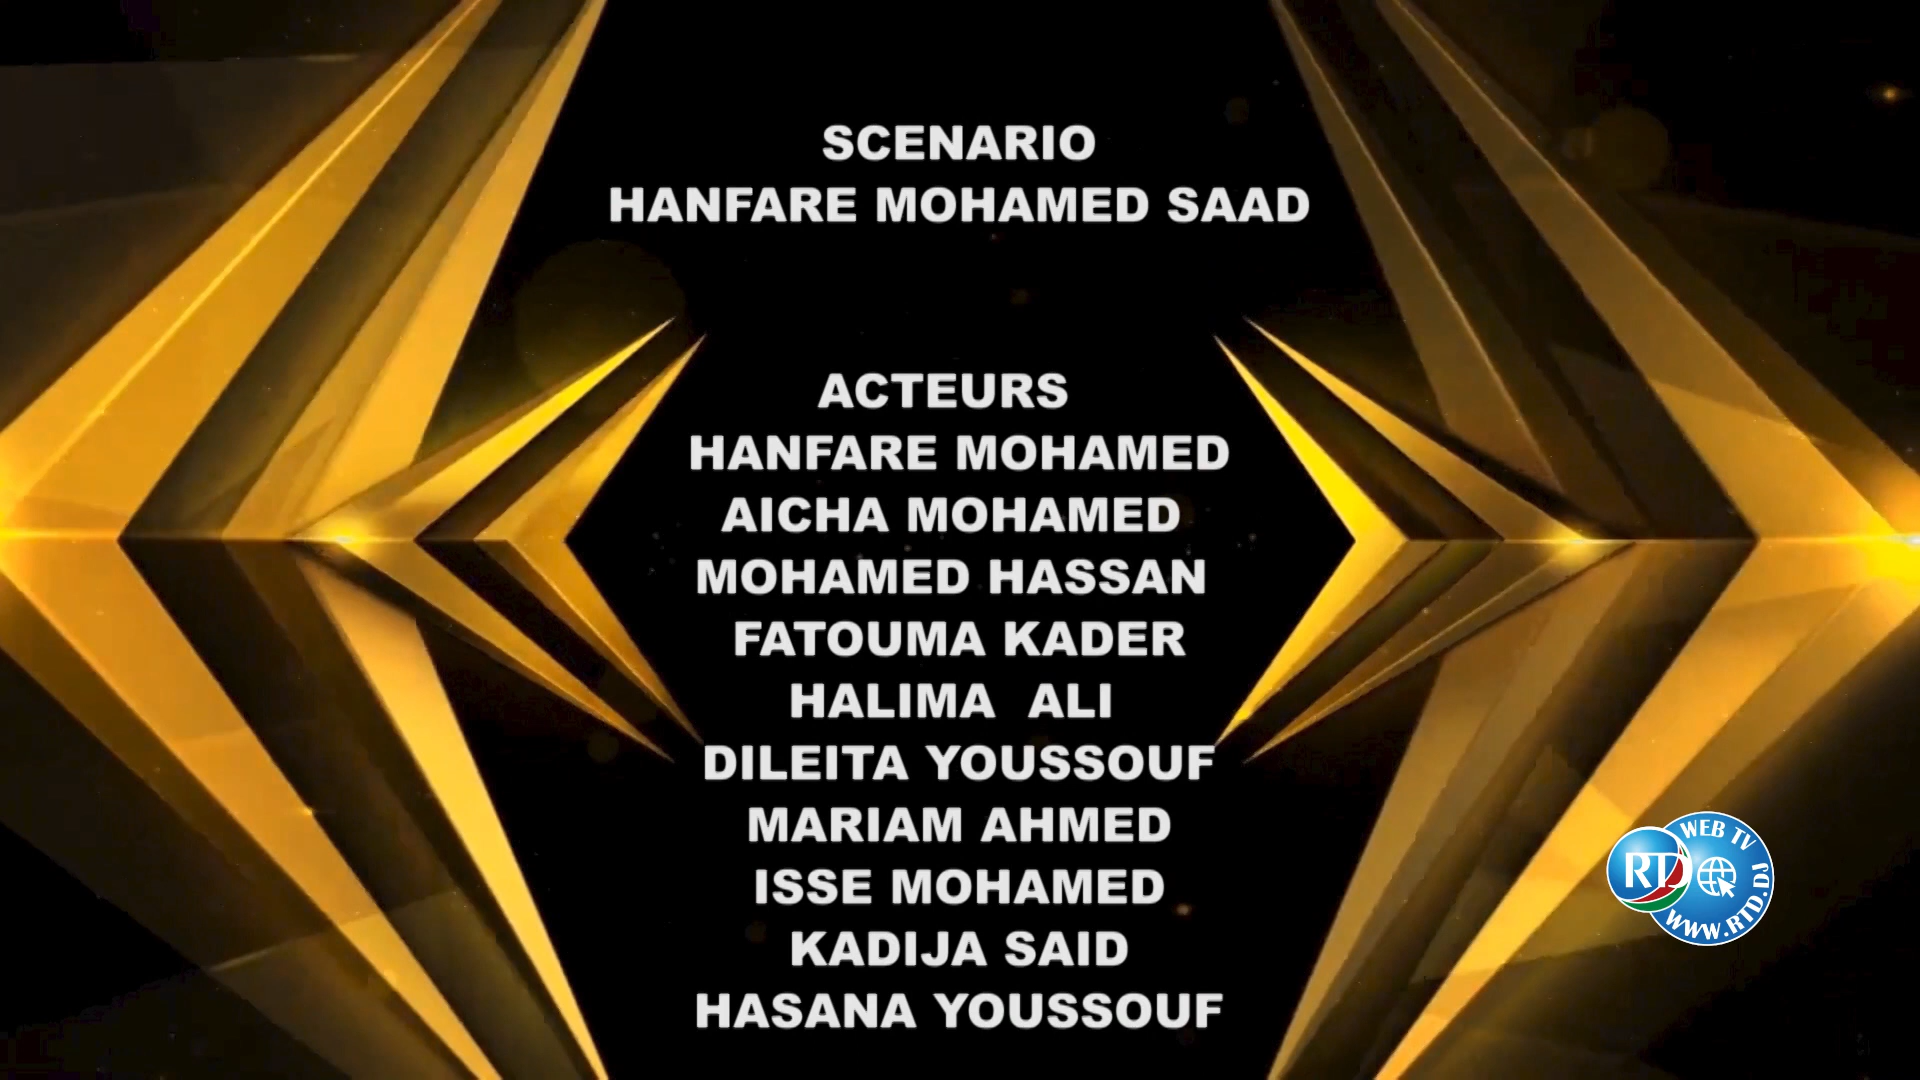 SCENARIO
HANFARE MOHAMED SAAD
ACTEURS
HANFARE MOHAMED
AICHA MOHAMED
MOHAMED HASSAN
FATOUMA KADER
HALIMA  ALI
DILEITA YOUSSOUF
MARIAM AHMED
ISSE MOHAMED
KADIJA SAID
HASANA YOUSSOUF
WEB TV
RTD
WWW.RTD.DJ